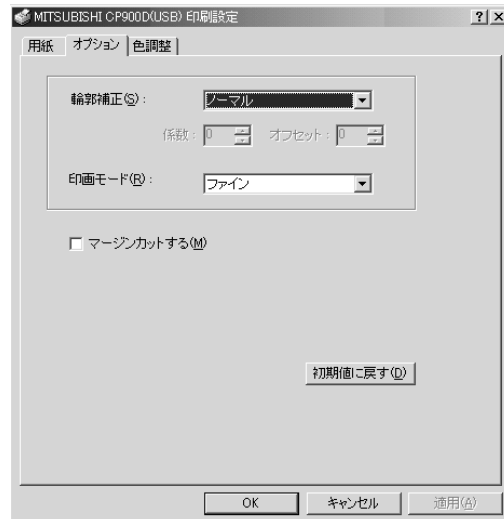 MITSUBISHI CP900D(USB) 印刷設定
用紙 オプション 色調整
輪郭補正(S): ノーマル
係数: 0 オフセット: 0
印画モード(R): ファイン
マージンカットする(M)
初期値に戻す(D)
OK キャンセル 適用(A)